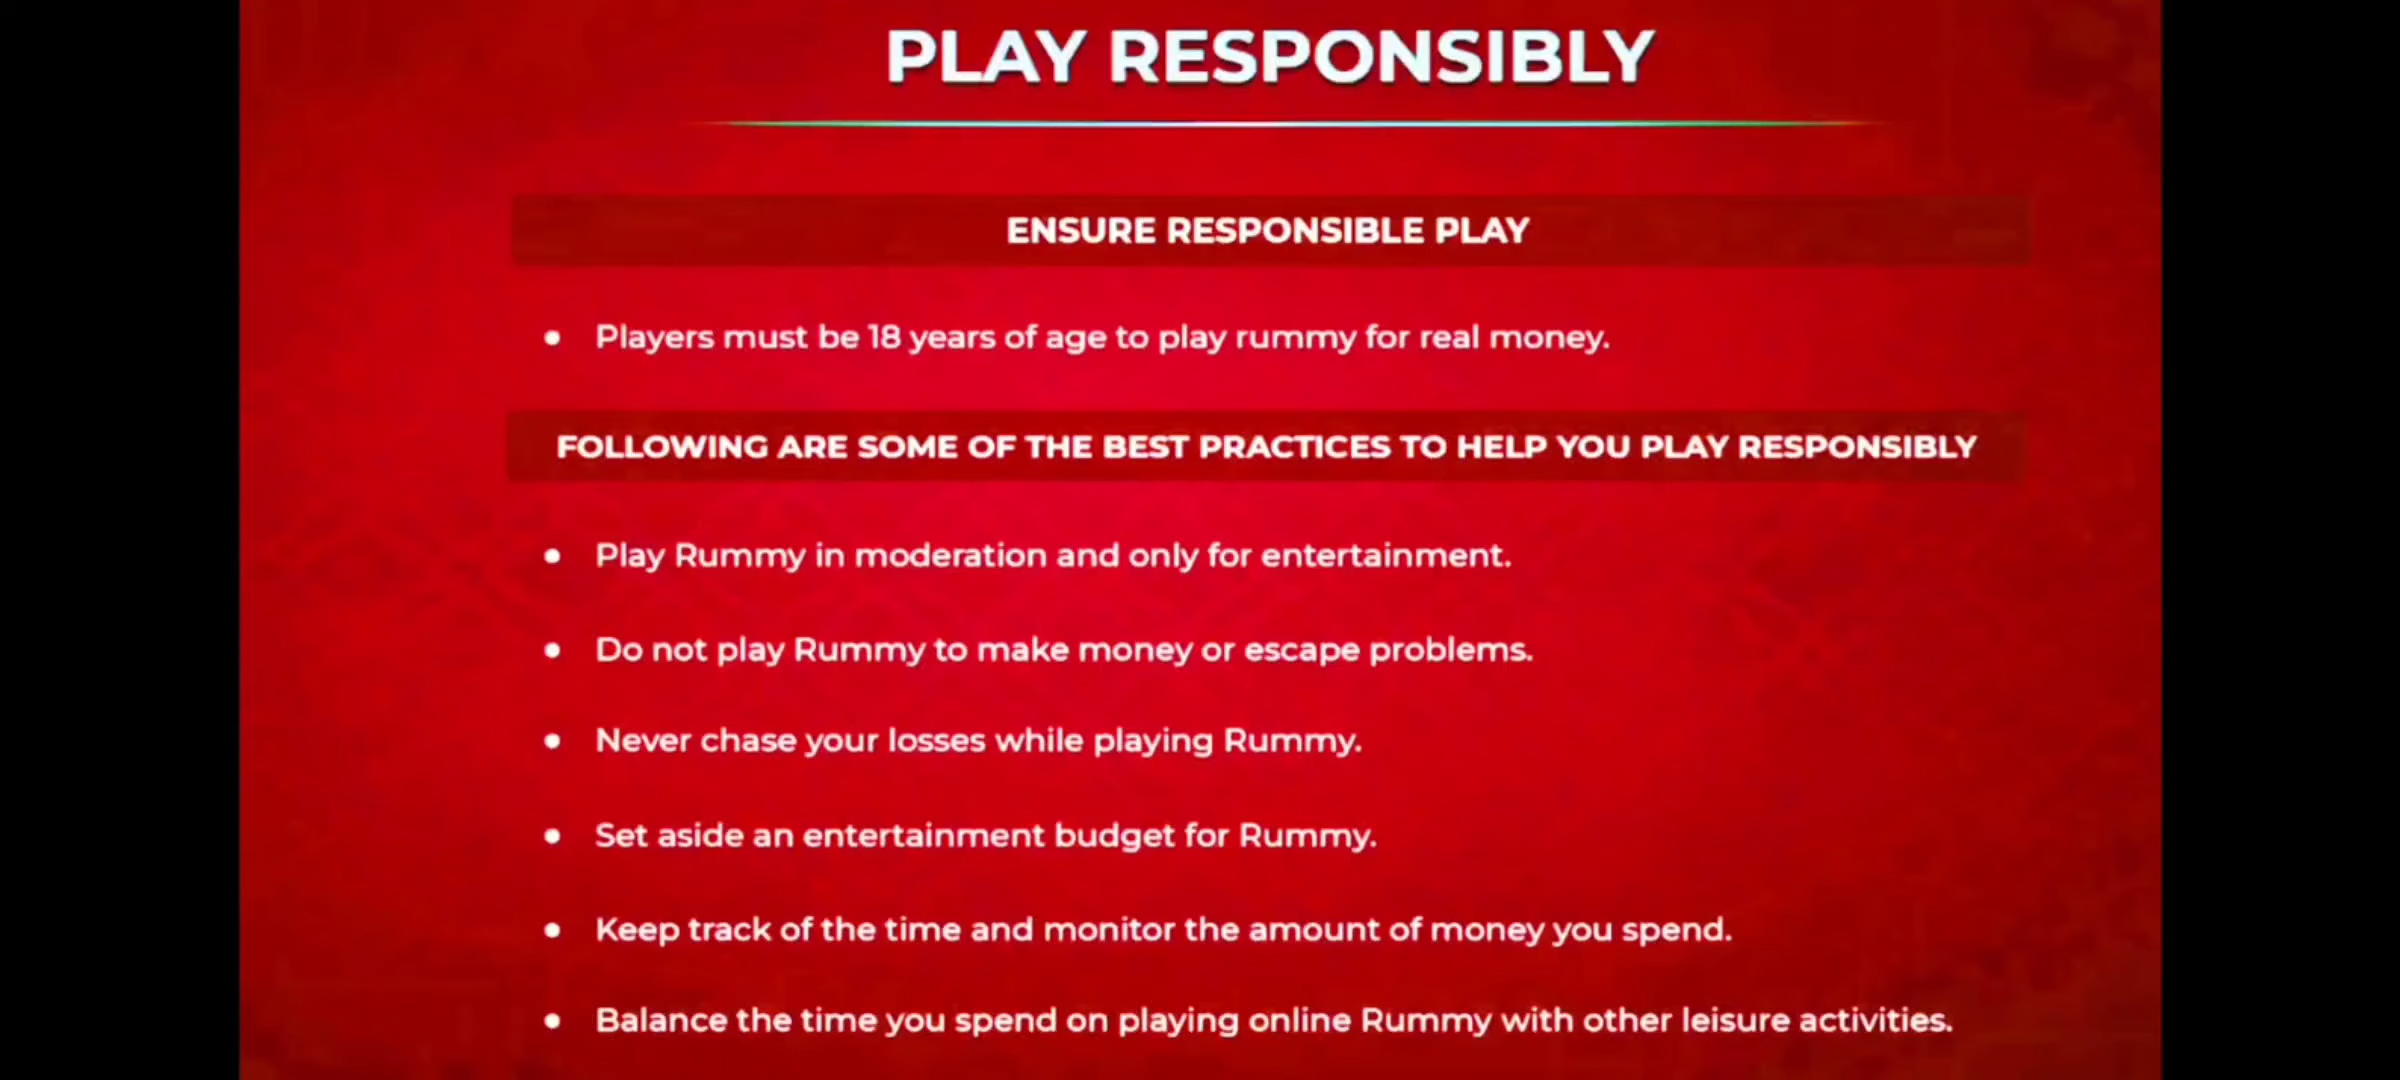 PLAY RESPONSIBLY
ENSURE RESPONSIBLE PLAY
• Players must be 18 years of age to play rummy for real money.
FOLLOWING ARE SOME OF THE BEST PRACTICES TO HELP YOU PLAY RESPONSIBLY
• Play Rummy in moderation and only for entertainment.
• Do not play Rummy to make money or escape problems.
• Never chase your losses while playing Rummy.
• Set aside an entertainment budget for Rummy.
• Keep track of the time and monitor the amount of money you spend.
• Balance the time you spend on playing online Rummy with other leisure activities.